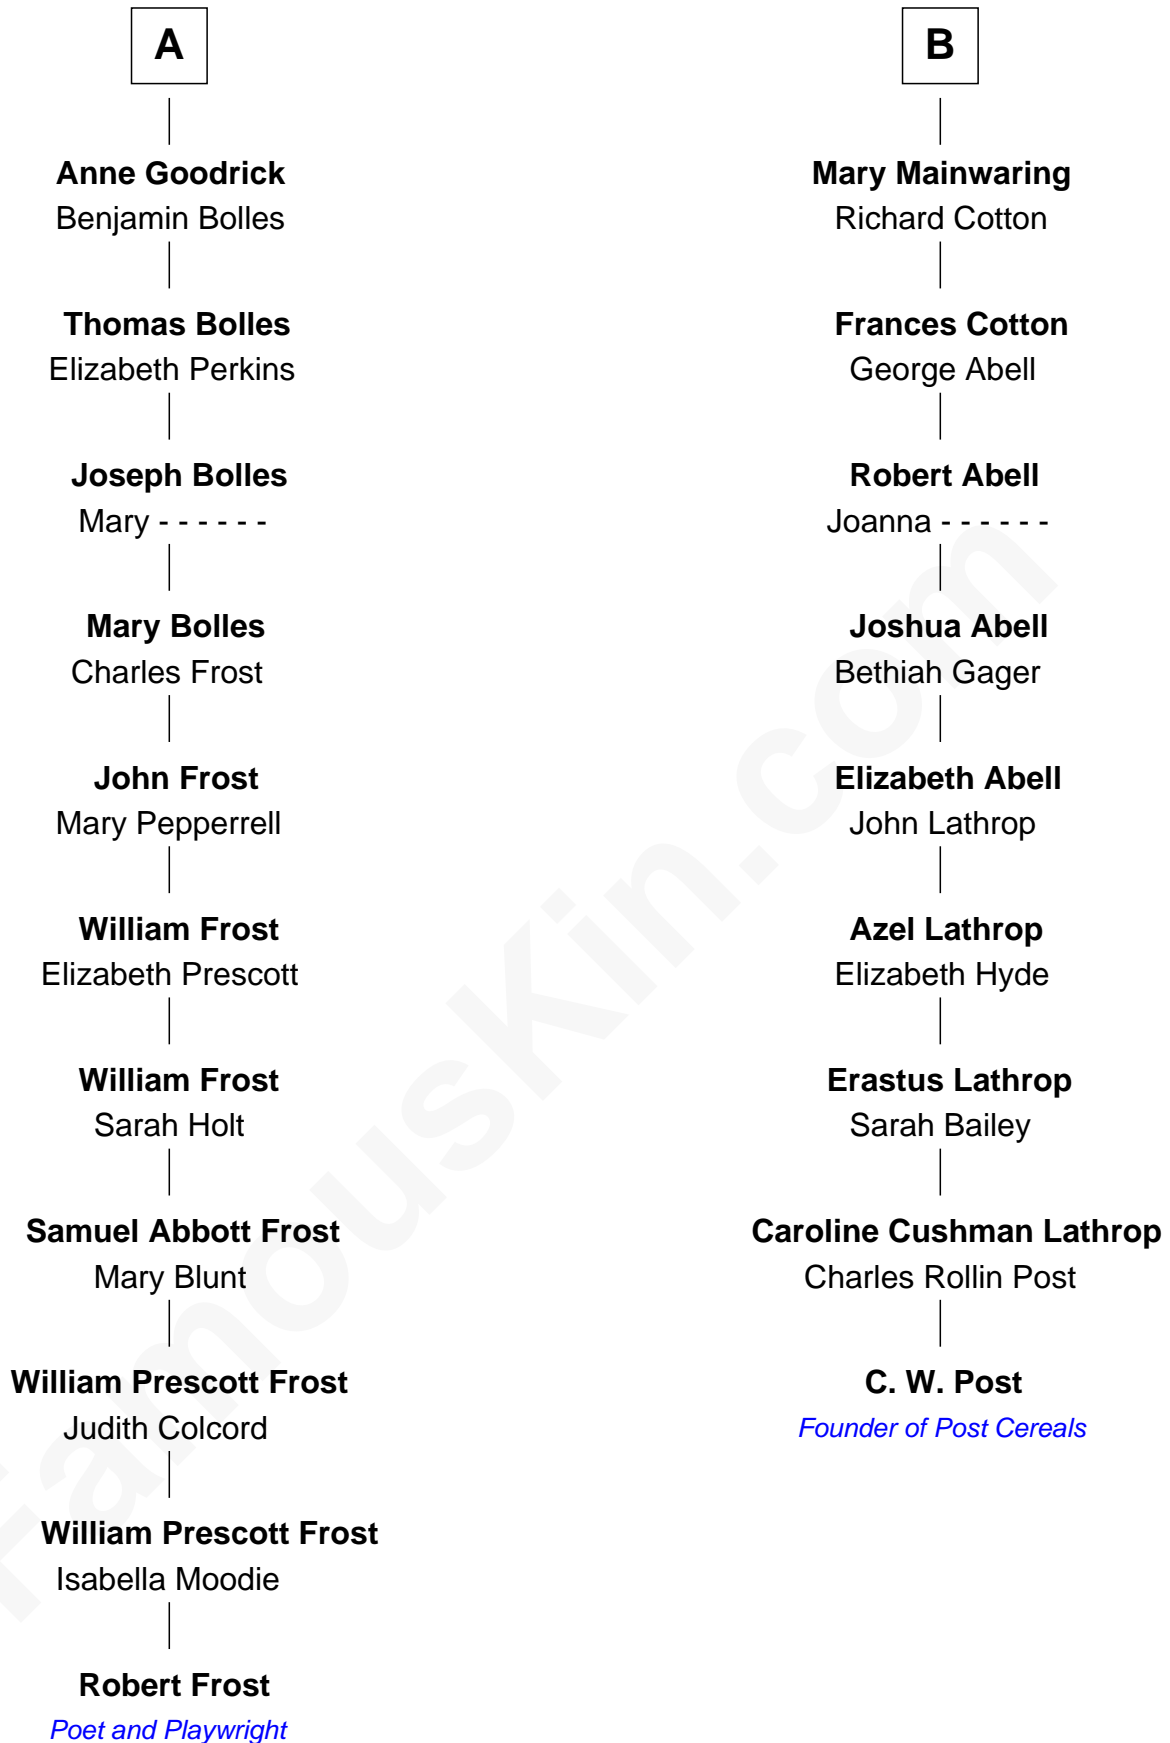 A
Anne Goodrick
Benjamin Bolles
Thomas Bolles
Elizabeth Perkins
Joseph Bolles
Mary - - - - - -
Mary Bolles
Charles Frost
John Frost
Mary Pepperrell
William Frost
Elizabeth Prescott
William Frost
Sarah Holt
Samuel Abbott Frost
Mary Blunt
William Prescott Frost
Judith Colcord
William Prescott Frost
Isabella Moodie
Robert Frost
Poet and Playwright
B
Mary Mainwaring
Richard Cotton
Frances Cotton
George Abell
Robert Abell
Joanna - - - - - -
Joshua Abell
Bethiah Gager
Elizabeth Abell
John Lathrop
Azel Lathrop
Elizabeth Hyde
Erastus Lathrop
Sarah Bailey
Caroline Cushman Lathrop
Charles Rollin Post
C. W. Post
Founder of Post Cereals
FamousKin.com